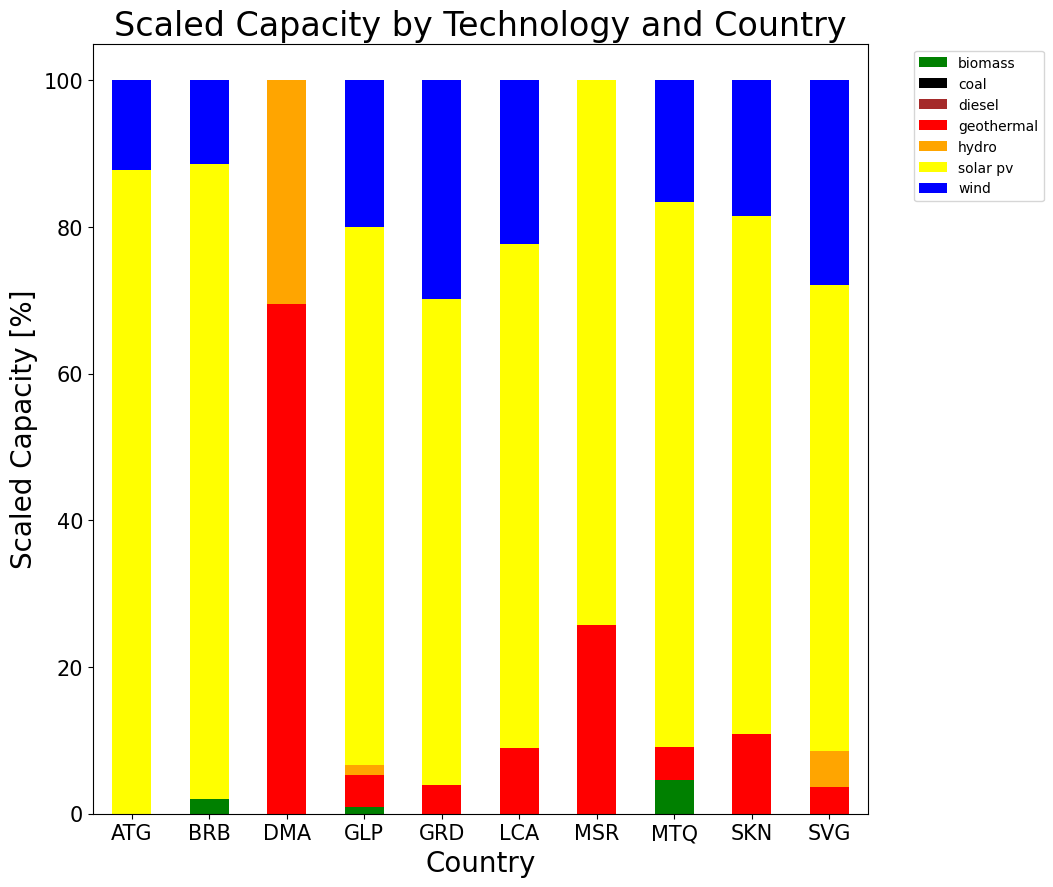 Scaled Capacity by Technology and Country
biomass
coal
diesel
geothermal
hydro
solar pv
wind
Scaled Capacity [%]
100
80
60
40
20
0
ATG BRB DMA GLP GRD LCA MSR MTQ SKN SVG
Country